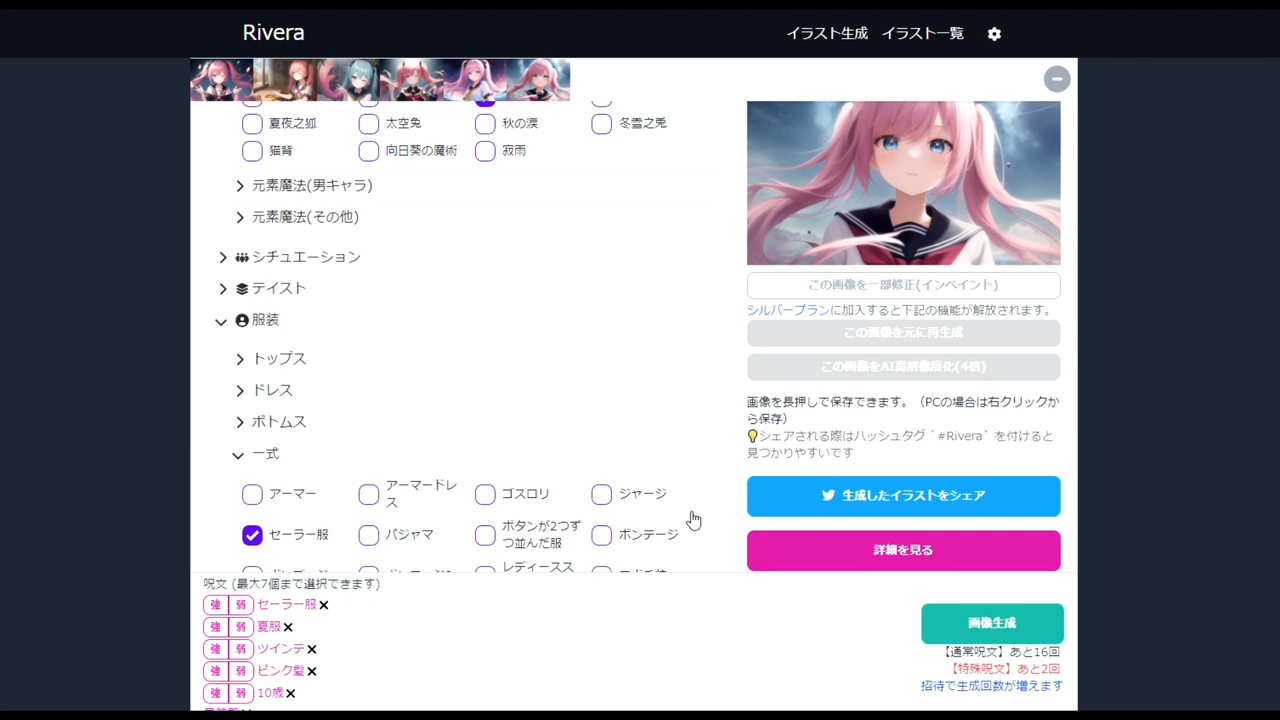 Rivera
イラスト生成 イラスト一覧
夏夜之狐 太空兎 秋の涙 冬雪之兎
猫背 向日葵の魔術 寂雨
元素魔法(男キャラ)
元素魔法(その他)
シチュエーション
テイスト
服装
トップス
ドレス
ボトムス
一式
アーマー アーマードレス ゴスロリ ジャージ
セーラー服 パジャマ ボタンが2つずつ並んだ服 ボンテージ
レディースス
呪文 (最大7個まで選択できます)
強 弱 セーラー服
強 弱 夏服
強 弱 ツインテ
強 弱 ピンク髪
強 弱 10歳
この画像を一部修正(インペイント)
シルバープランに加入すると下記の機能が解放されます。
この画像を元に再生成
この画像をAI高解像度化(4倍)
画像を長押しで保存できます。（PCの場合は右クリックか
ら保存）
シェアされる際はハッシュタグ `#Rivera` を付けると
見つかりやすいです
生成したイラストをシェア
詳細を見る
画像生成
【通常呪文】あと16回
【特殊呪文】あと2回
招待で生成回数が増えます